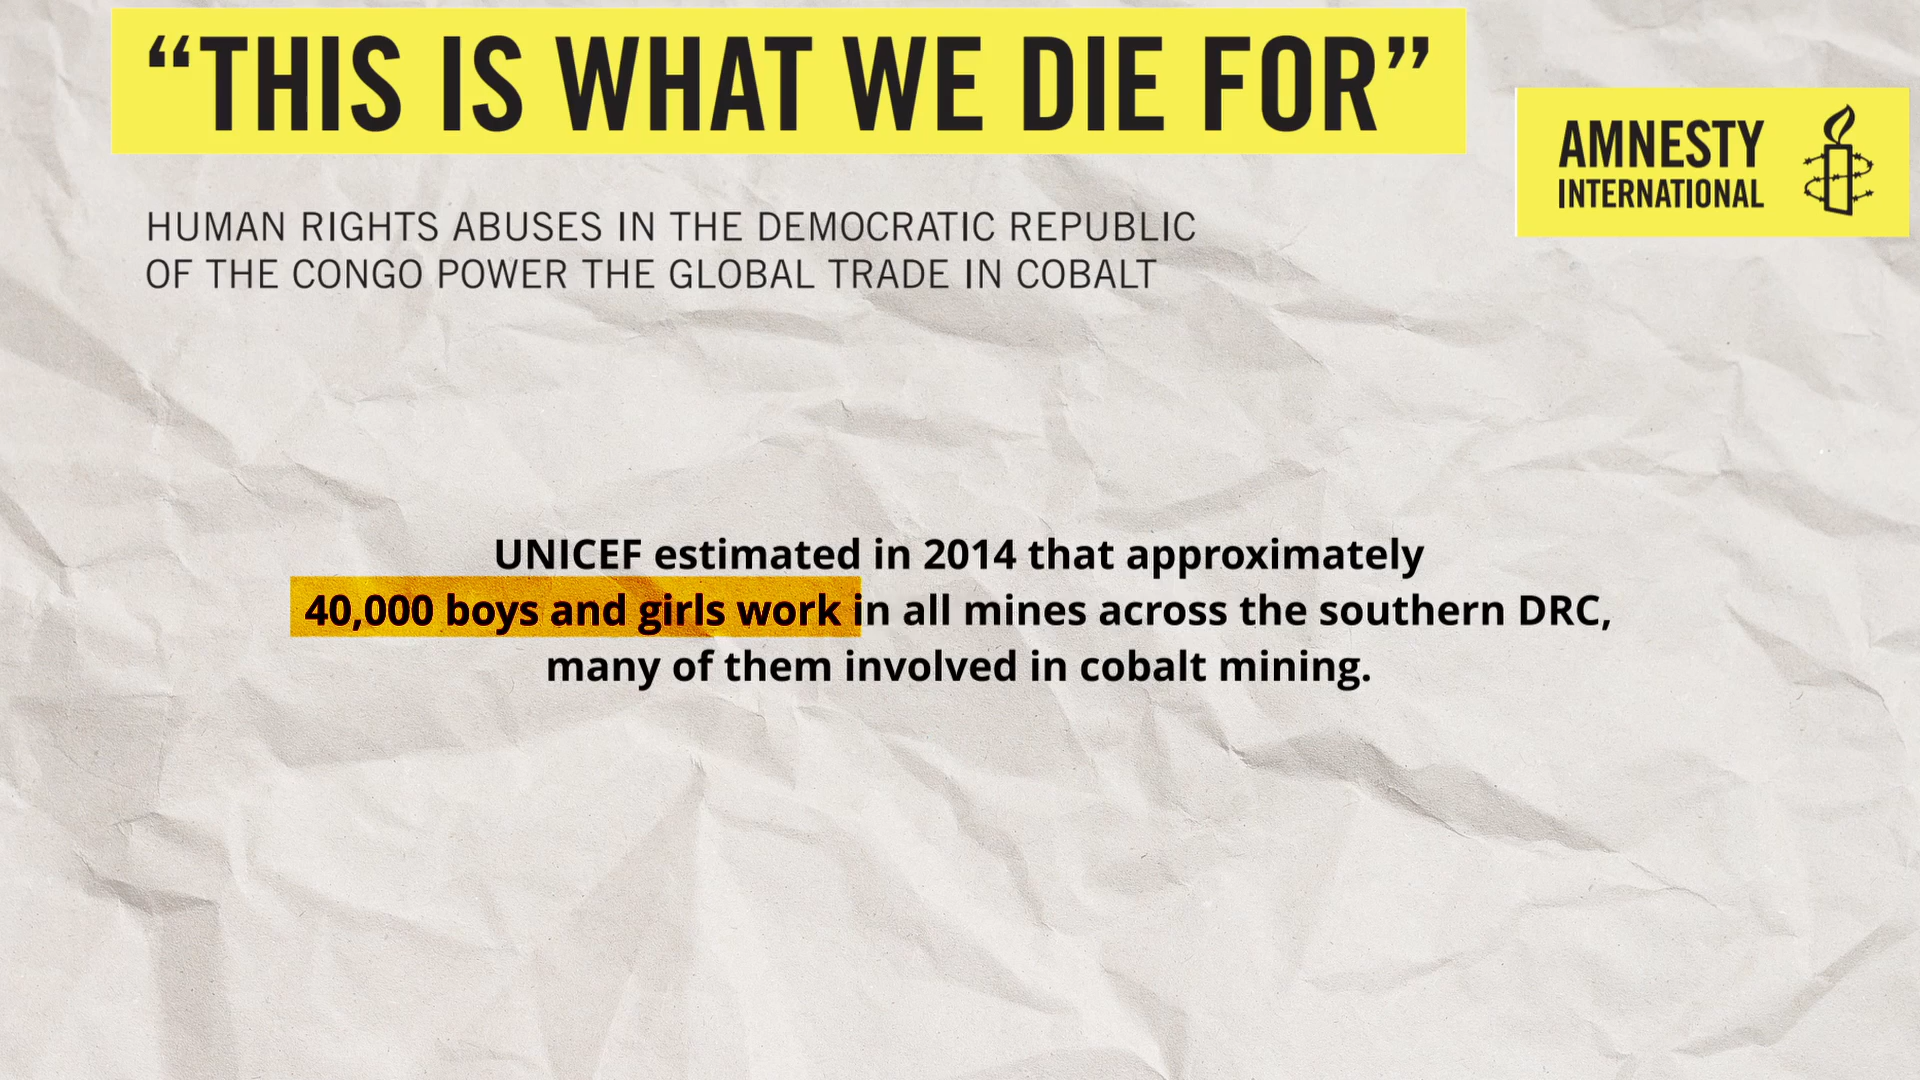 “THIS IS WHAT WE DIE FOR”
AMNESTY
INTERNATIONAL
HUMAN RIGHTS ABUSES IN THE DEMOCRATIC REPUBLIC
OF THE CONGO POWER THE GLOBAL TRADE IN COBALT
UNICEF estimated in 2014 that approximately
40,000 boys and girls work in all mines across the southern DRC,
many of them involved in cobalt mining.